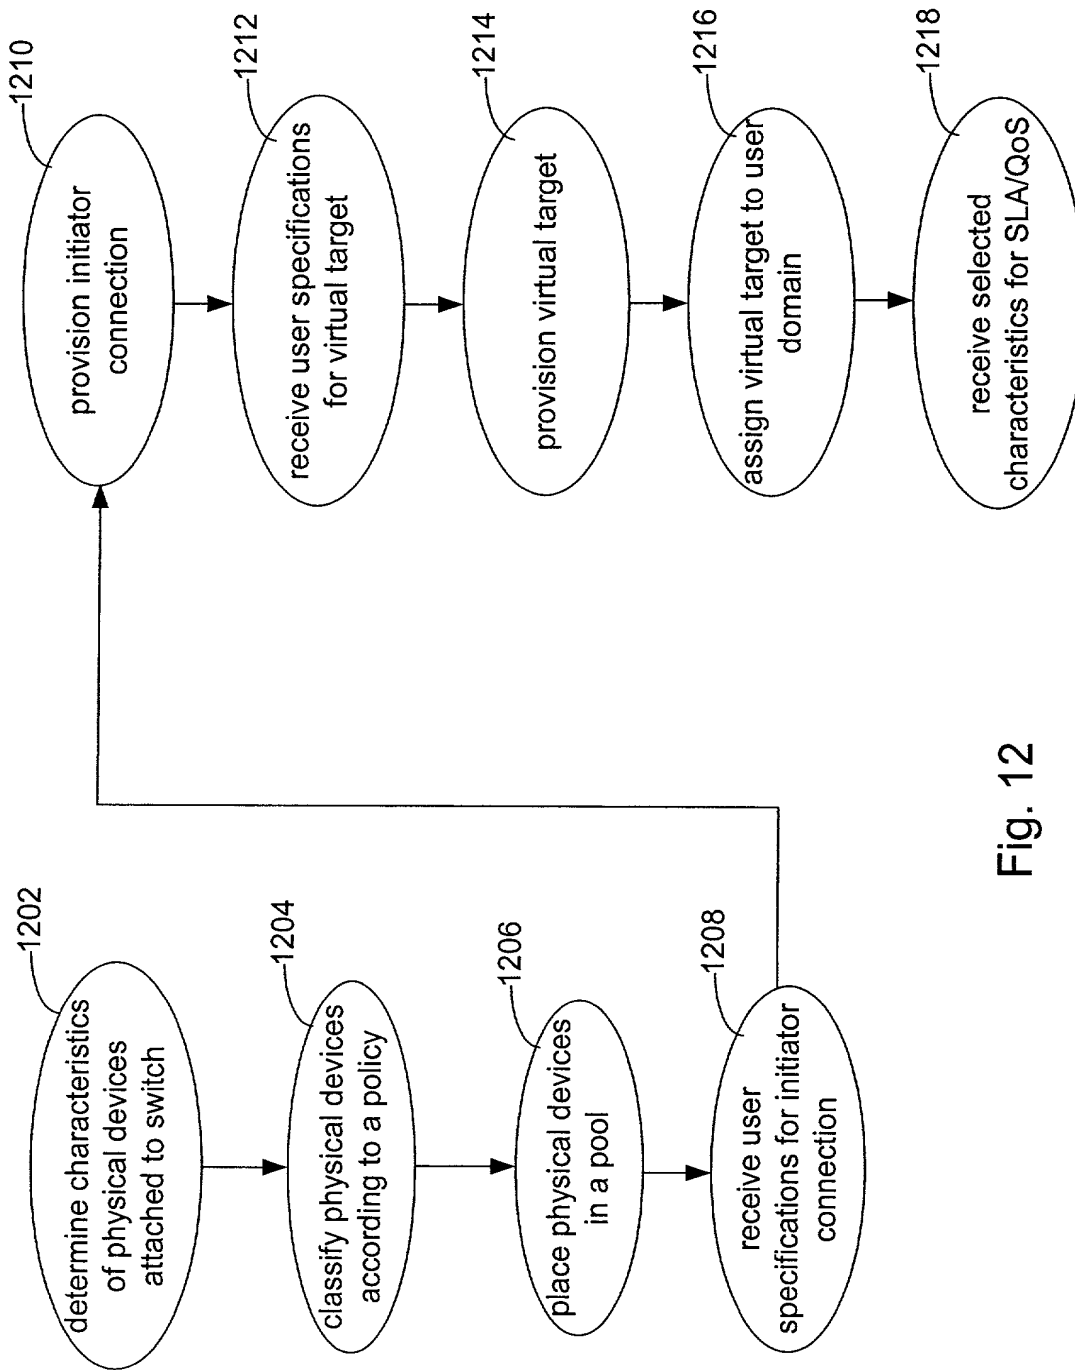 1202
determine characteristics
of physical devices
attached to switch
1204
classify physical devices
according to a policy
1206
place physical devices
in a pool
1208
receive user
specifications for initiator
connection
1210
provision initiator
connection
1212
receive user specifications
for virtual target
1214
provision virtual target
1216
assign virtual target to user
domain
1218
receive selected
characteristics for SLA/QoS
Fig. 12